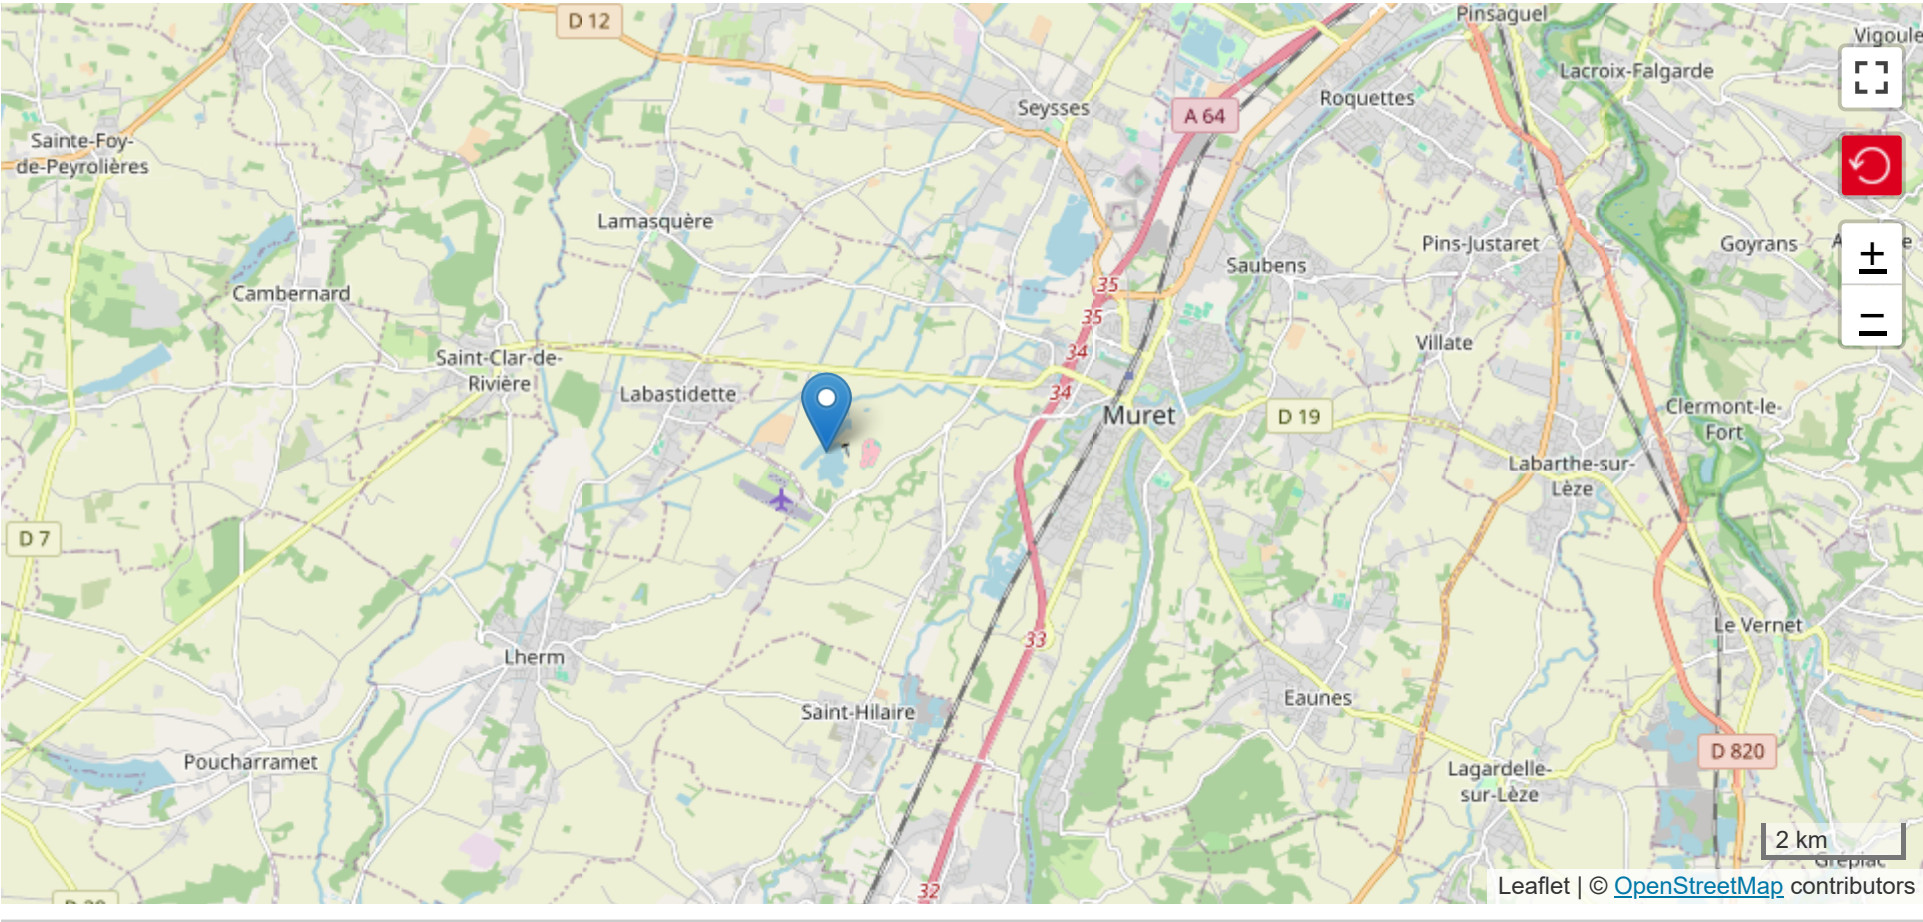 D 12
Pinsaguel
Vigoule
Lacroix-Falgarde
Seysses
Roquettes
A 64
Sainte-Foy-
de-Peyrolières
Lamasquère
Pins-Justaret
Goyrans
Saubens
Cambernard
35
35
+
−
34
Villate
Saint-Clar-de-
Rivière
Labastidette
34
Muret
D 19
Clermont-le-
Fort
Labarthe-sur-
Lèze
D 7
Le Vernet
33
Lherm
Eaunes
Saint-Hilaire
D 820
Poucharramet
Lagardelle-
sur-Lèze
2 km
32
Leaflet | © OpenStreetMap contributors